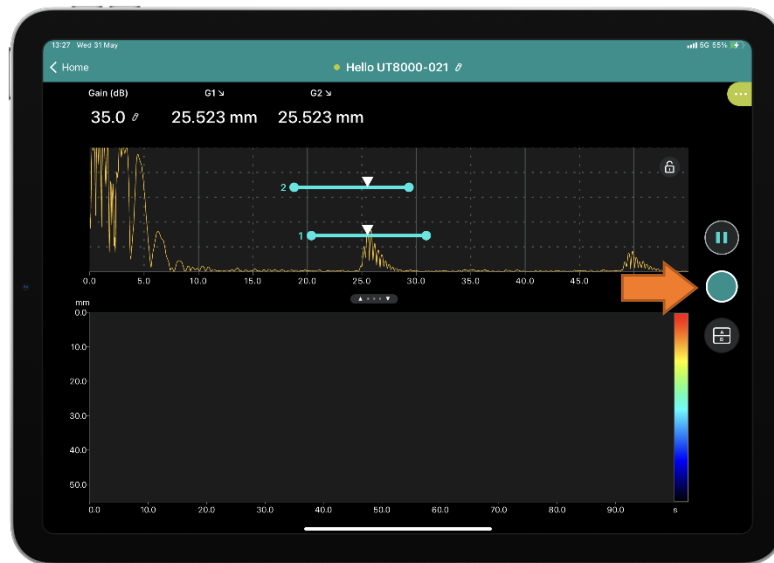 13:27 Wed 31 May
5G 55%
Home
Hello UT8000-021
Gain (dB) G1 G2
35.0 25.523 mm 25.523 mm
2
1
0.0 5.0 10.0 15.0 20.0 25.0 30.0 35.0 40.0 45.0
mm
0.0
10.0
20.0
30.0
40.0
50.0
0.0 10.0 20.0 30.0 40.0 50.0 60.0 70.0 80.0 90.0 s
A
B